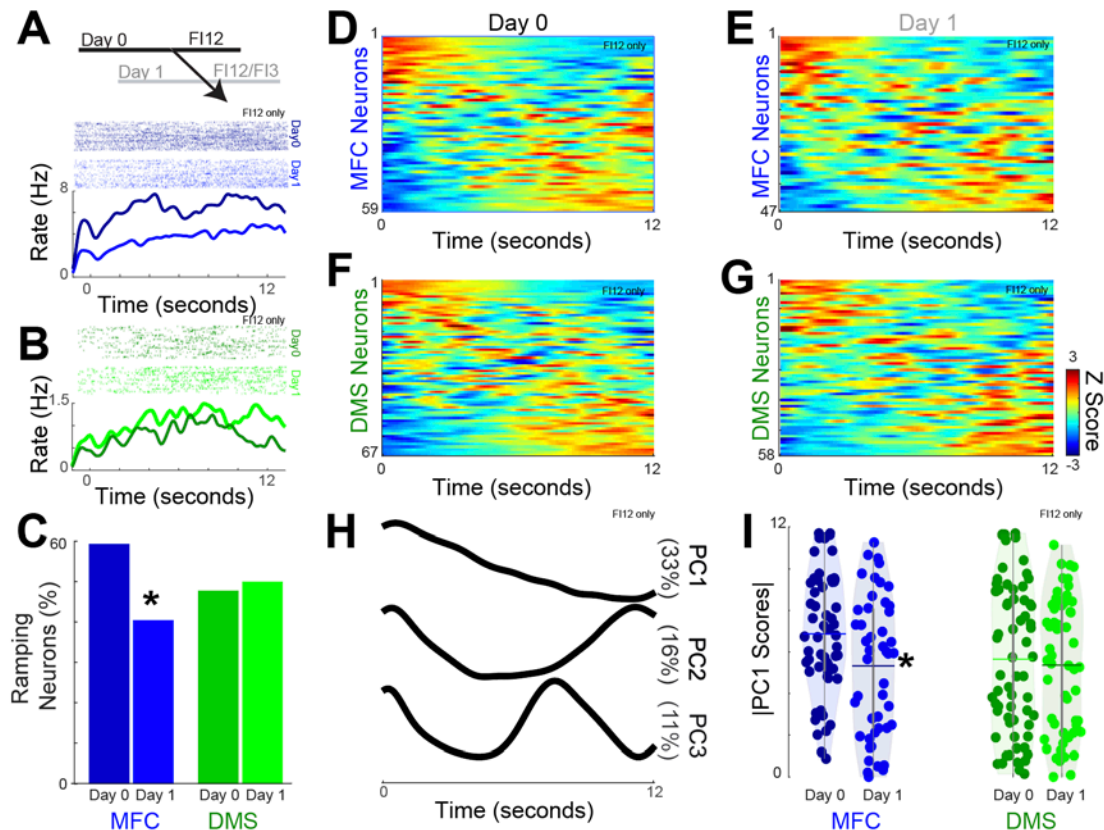 A
Day 0
FI12
Day 1
FI12/FI3
FI12 only
Day0
Day1
8
Rate (Hz)
0
0
12
Time (seconds)
B
FI12 only
Day0
Day1
1.5
Rate (Hz)
0
0
12
Time (seconds)
C
60
Ramping
Neurons (%)
*
0
Day 0
Day 1
Day 0
Day 1
MFC
DMS
Day 0
D
1
FI12 only
MFC Neurons
59
0
12
Time (seconds)
Day 1
E
1
FI12 only
MFC Neurons
47
0
12
Time (seconds)
F
1
FI12 only
DMS Neurons
67
0
12
Time (seconds)
G
1
FI12 only
DMS Neurons
58
0
12
Time (seconds)
3
Z Score
-3
H
FI12 only
PC1
(33%)
PC2
(16%)
PC3
(11%)
0
12
Time (seconds)
I
FI12 only
12
|PC1 Scores|
0
*
Day 0
Day 1
Day 0
Day 1
MFC
DMS